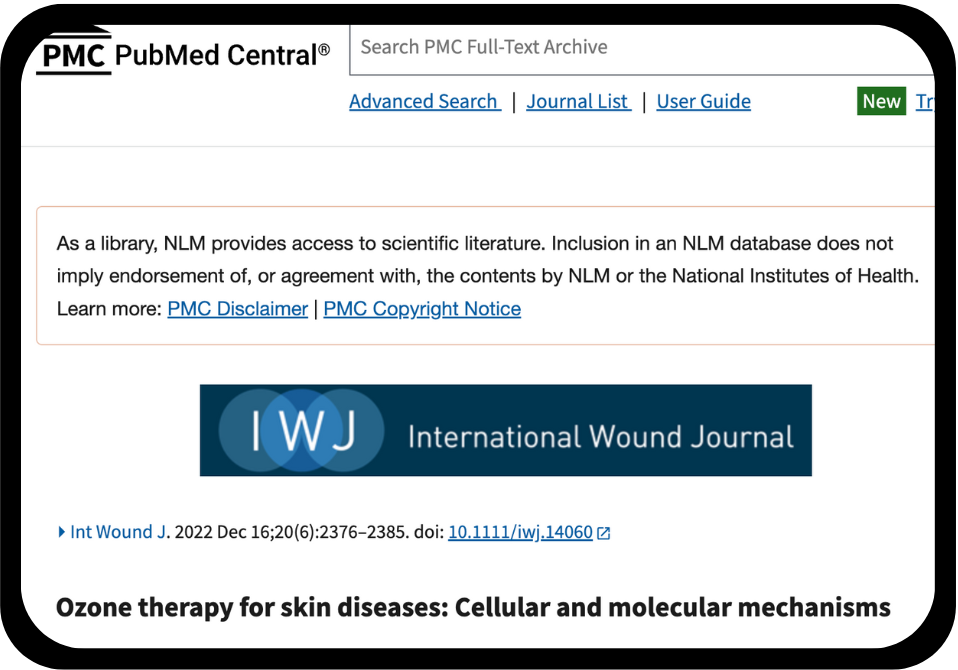 PMC PubMed Central®
Search PMC Full-Text Archive
Advanced Search | Journal List | User Guide
New
As a library, NLM provides access to scientific literature. Inclusion in an NLM database does not
imply endorsement of, or agreement with, the contents by NLM or the National Institutes of Health.
Learn more: PMC Disclaimer | PMC Copyright Notice
IWJ International Wound Journal
Int Wound J. 2022 Dec 16;20(6):2376–2385. doi: 10.1111/iwj.14060
Ozone therapy for skin diseases: Cellular and molecular mechanisms